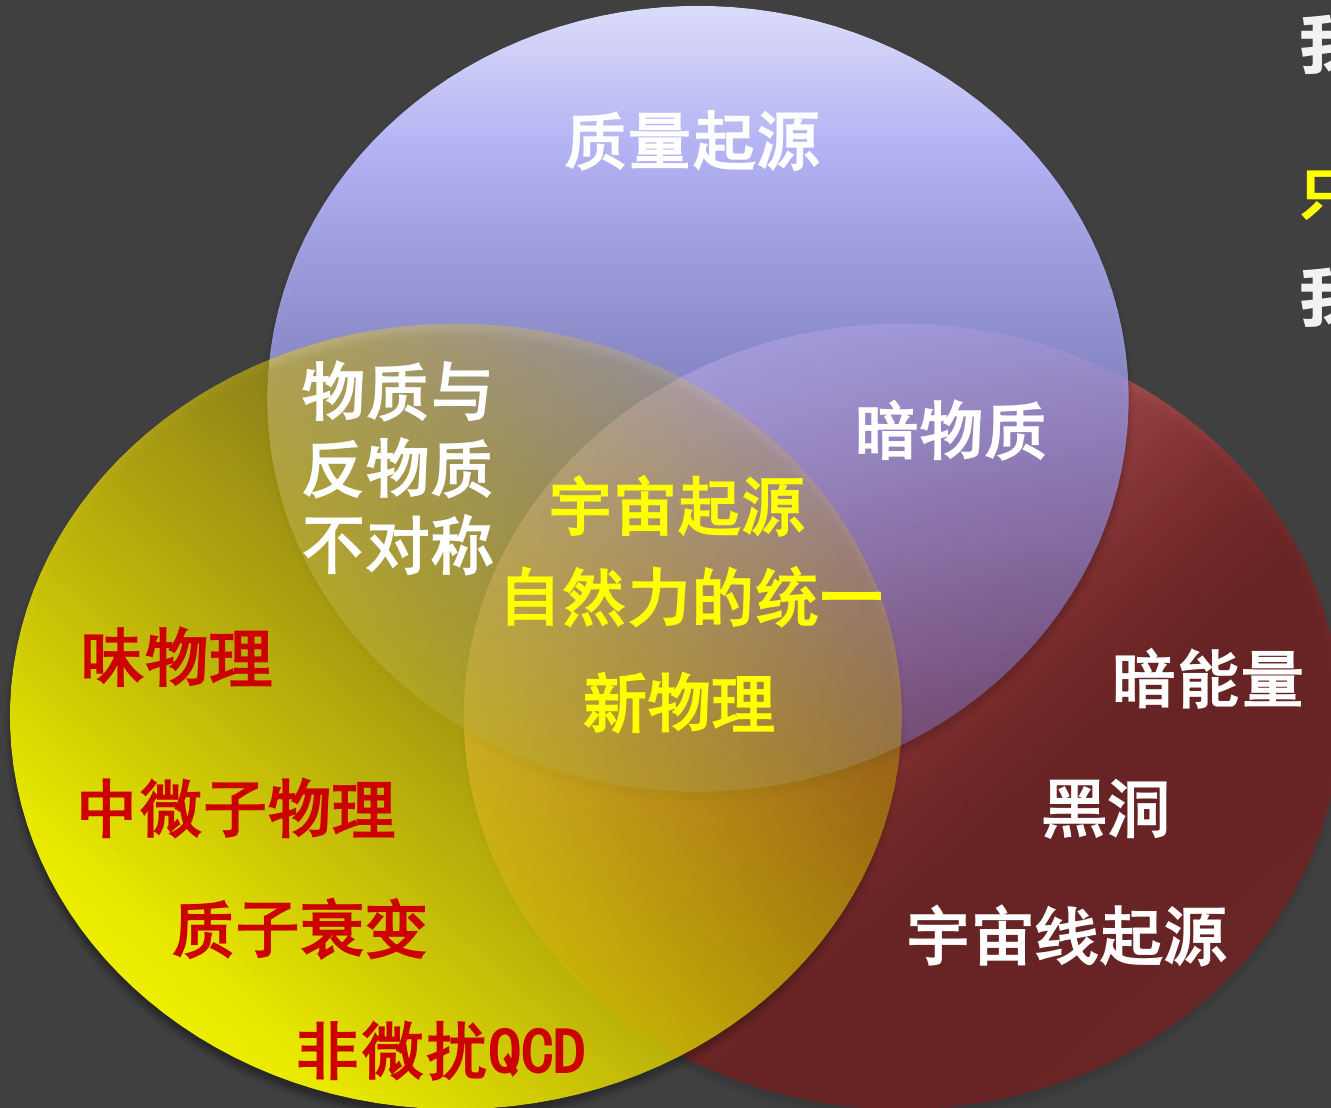 质量起源
物质与
反物质
不对称
暗物质
宇宙起源
自然力的统一
新物理
味物理
中微子物理
质子衰变
非微扰QCD
暗能量
黑洞
宇宙线起源